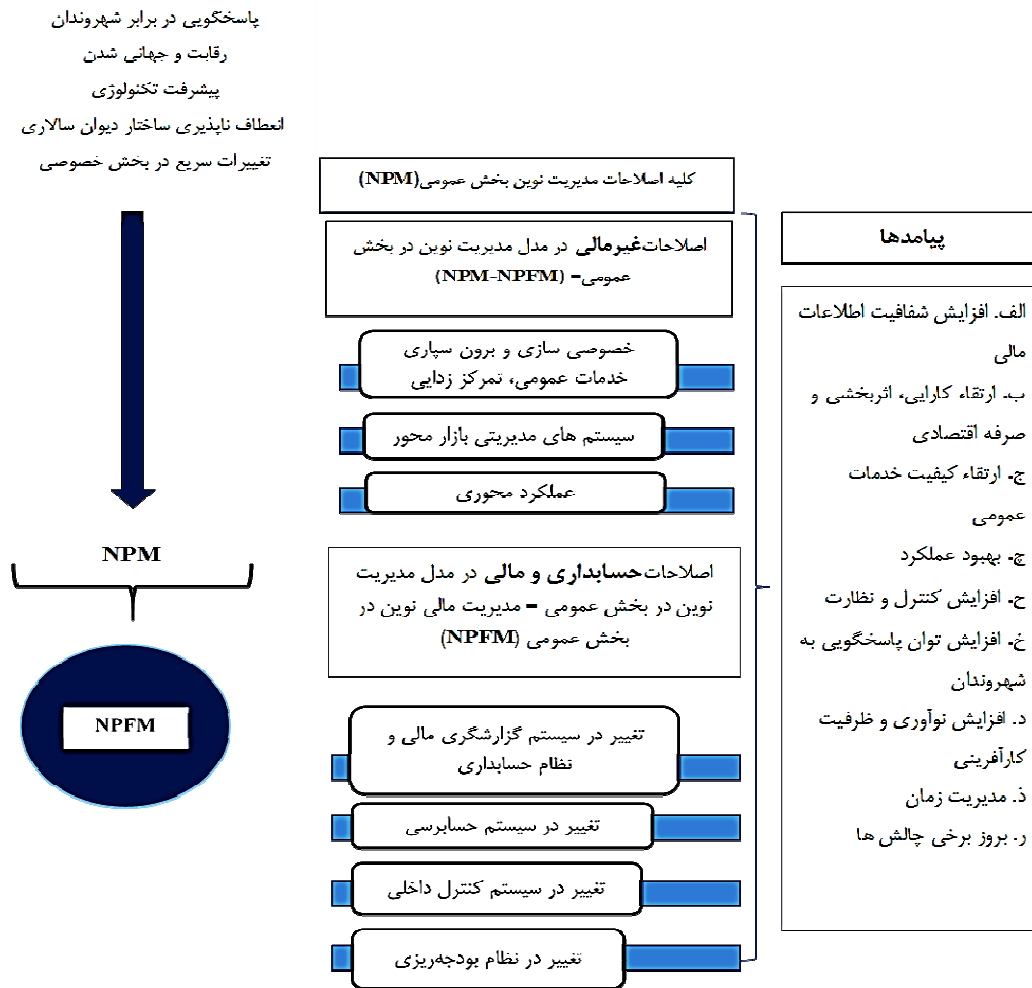 پاسخگویی در برابر شهروندان
رقابت و جهانی شدن
پیشرفت تکنولوژی
انعطاف ناپذیری ساختار دیوان سالاری
تغییرات سریع در بخش خصوصی
NPM
NPFM
کلیه اصلاحات مدیریت نوین بخش عمومی(NPM)
اصلاحات غیرمالی در مدل مدیریت نوین در بخش
عمومی– (NPM-NPFM)
خصوصی سازی و برون سپاری
خدمات عمومی، تمرکز زدایی
سیستم های مدیریتی بازار محور
عملکرد محوری
اصلاحات حسابداری و مالی در مدل مدیریت
نوین در بخش عمومی – مدیریت مالی نوین در
بخش عمومی (NPFM)
تغییر در سیستم گزارشگری مالی و
نظام حسابداری
تغییر در سیستم حسابرسی
تغییر در سیستم کنترل داخلی
تغییر در نظام بودجه‌ریزی
پیامدها
الف. افزایش شفافیت اطلاعات
مالی
ب. ارتقاء کارایی، اثربخشی و
صرفه اقتصادی
ج. ارتقاء کیفیت خدمات
عمومی
چ. بهبود عملکرد
ح. افزایش کنترل و نظارت
خ. افزایش توان پاسخگویی به
شهروندان
د. افزایش نوآوری و ظرفیت
کارآفرینی
ذ. مدیریت زمان
ر. بروز برخی چالش ها